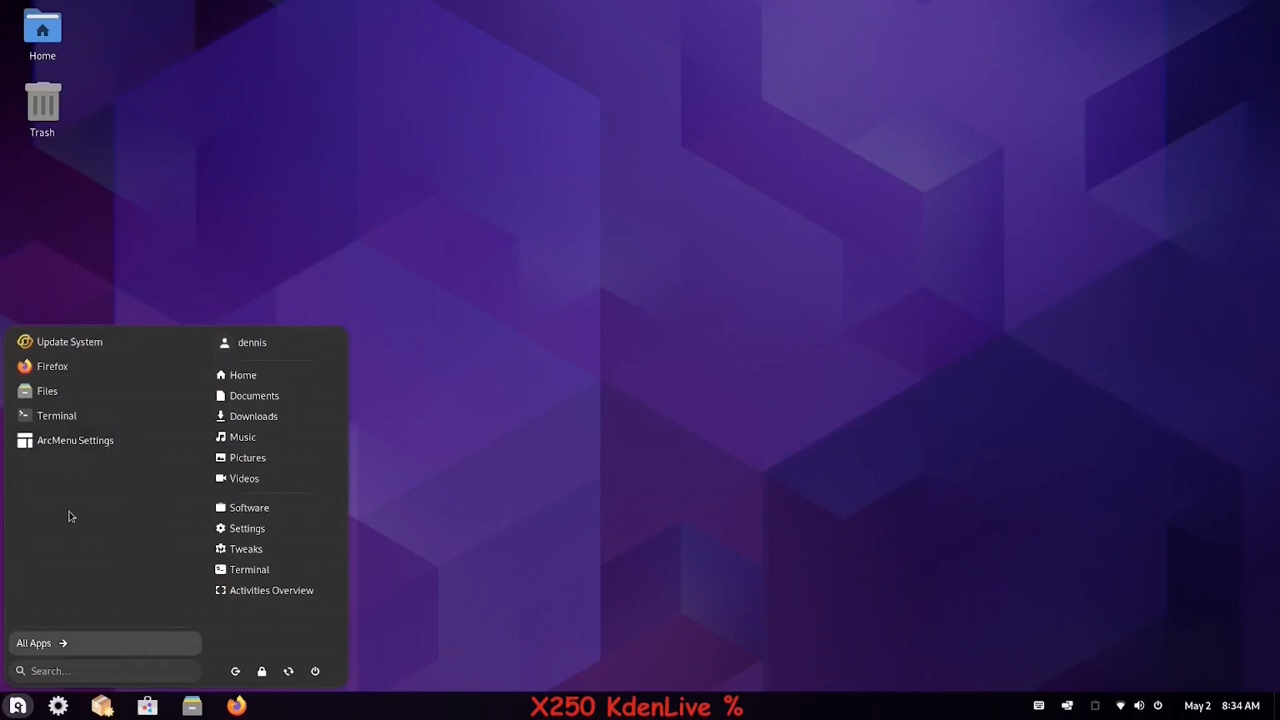 Home
Trash
Update System
Firefox
Files
Terminal
ArcMenu Settings
All Apps
Search...
dennis
Home
Documents
Downloads
Music
Pictures
Videos
Software
Settings
Tweaks
Terminal
Activities Overview
X250 KdenLive %
May 2 8:34 AM